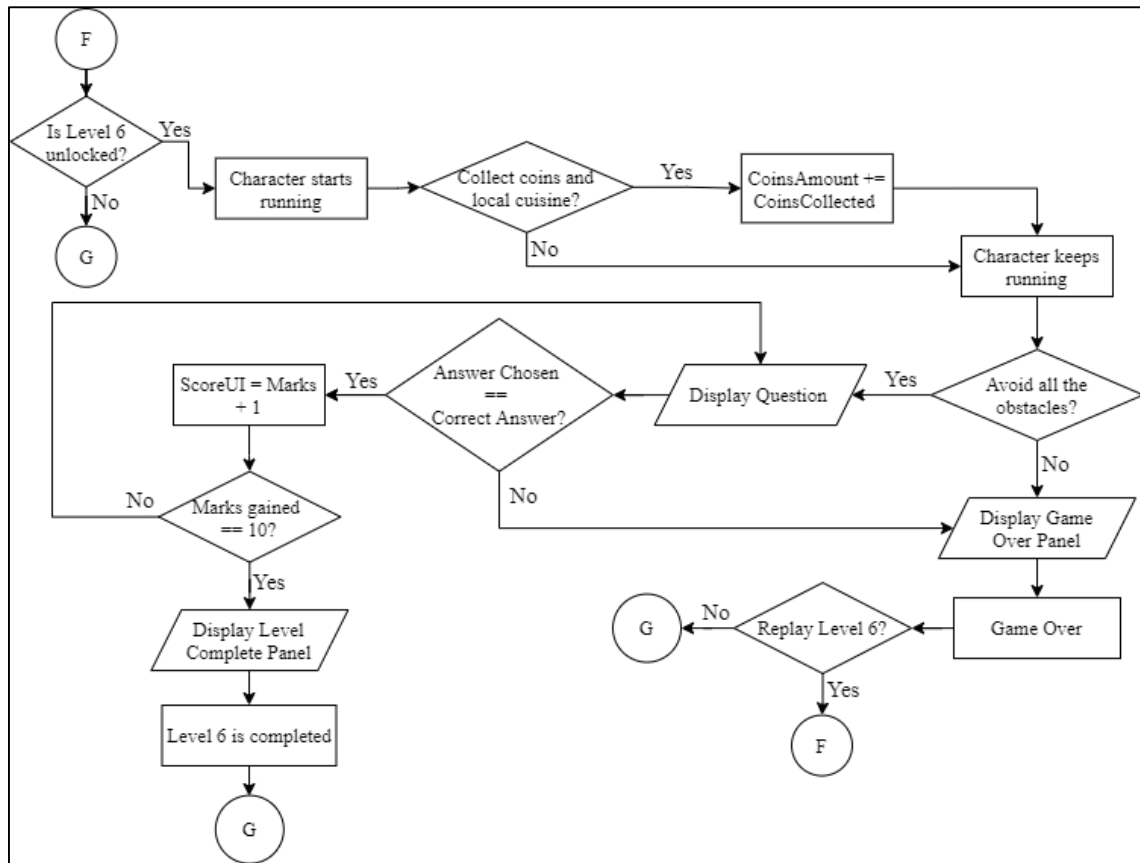 F
Is Level 6
unlocked?
Yes
No
G
Character starts
running
Collect coins and
local cuisine?
Yes
No
CoinsAmount +=
CoinsCollected
Character keeps
running
Avoid all the
obstacles?
Yes
No
Display Question
Answer Chosen
==
Correct Answer?
Yes
No
ScoreUI = Marks
+ 1
Marks gained
== 10?
No
Yes
Display Level
Complete Panel
Level 6 is completed
G
Display Game
Over Panel
Game Over
Replay Level 6?
No
G
Yes
F